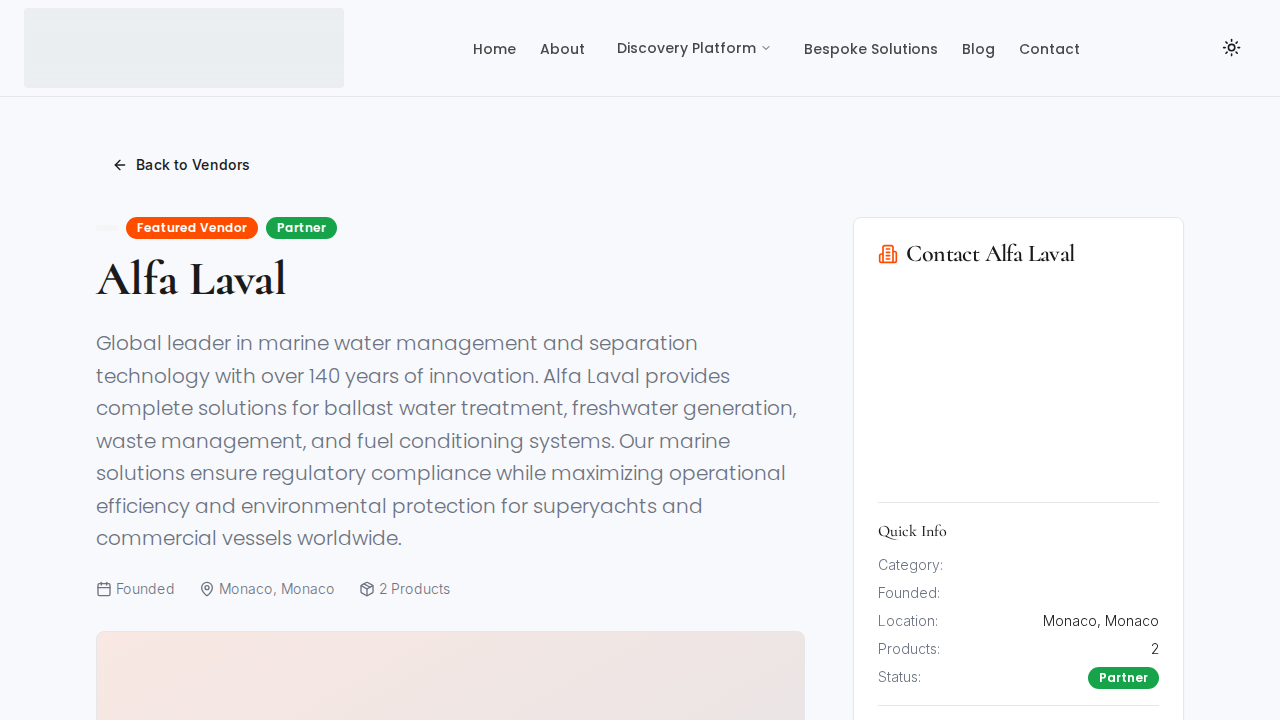 Home About Discovery Platform Bespoke Solutions Blog Contact
Back to Vendors
Featured Vendor Partner
Alfa Laval
Global leader in marine water management and separation
technology with over 140 years of innovation. Alfa Laval provides
complete solutions for ballast water treatment, freshwater generation,
waste management, and fuel conditioning systems. Our marine
solutions ensure regulatory compliance while maximizing operational
efficiency and environmental protection for superyachts and
commercial vessels worldwide.
Founded Monaco, Monaco 2 Products
Contact Alfa Laval
Quick Info
Category:
Founded:
Location: Monaco, Monaco
Products: 2
Status: Partner